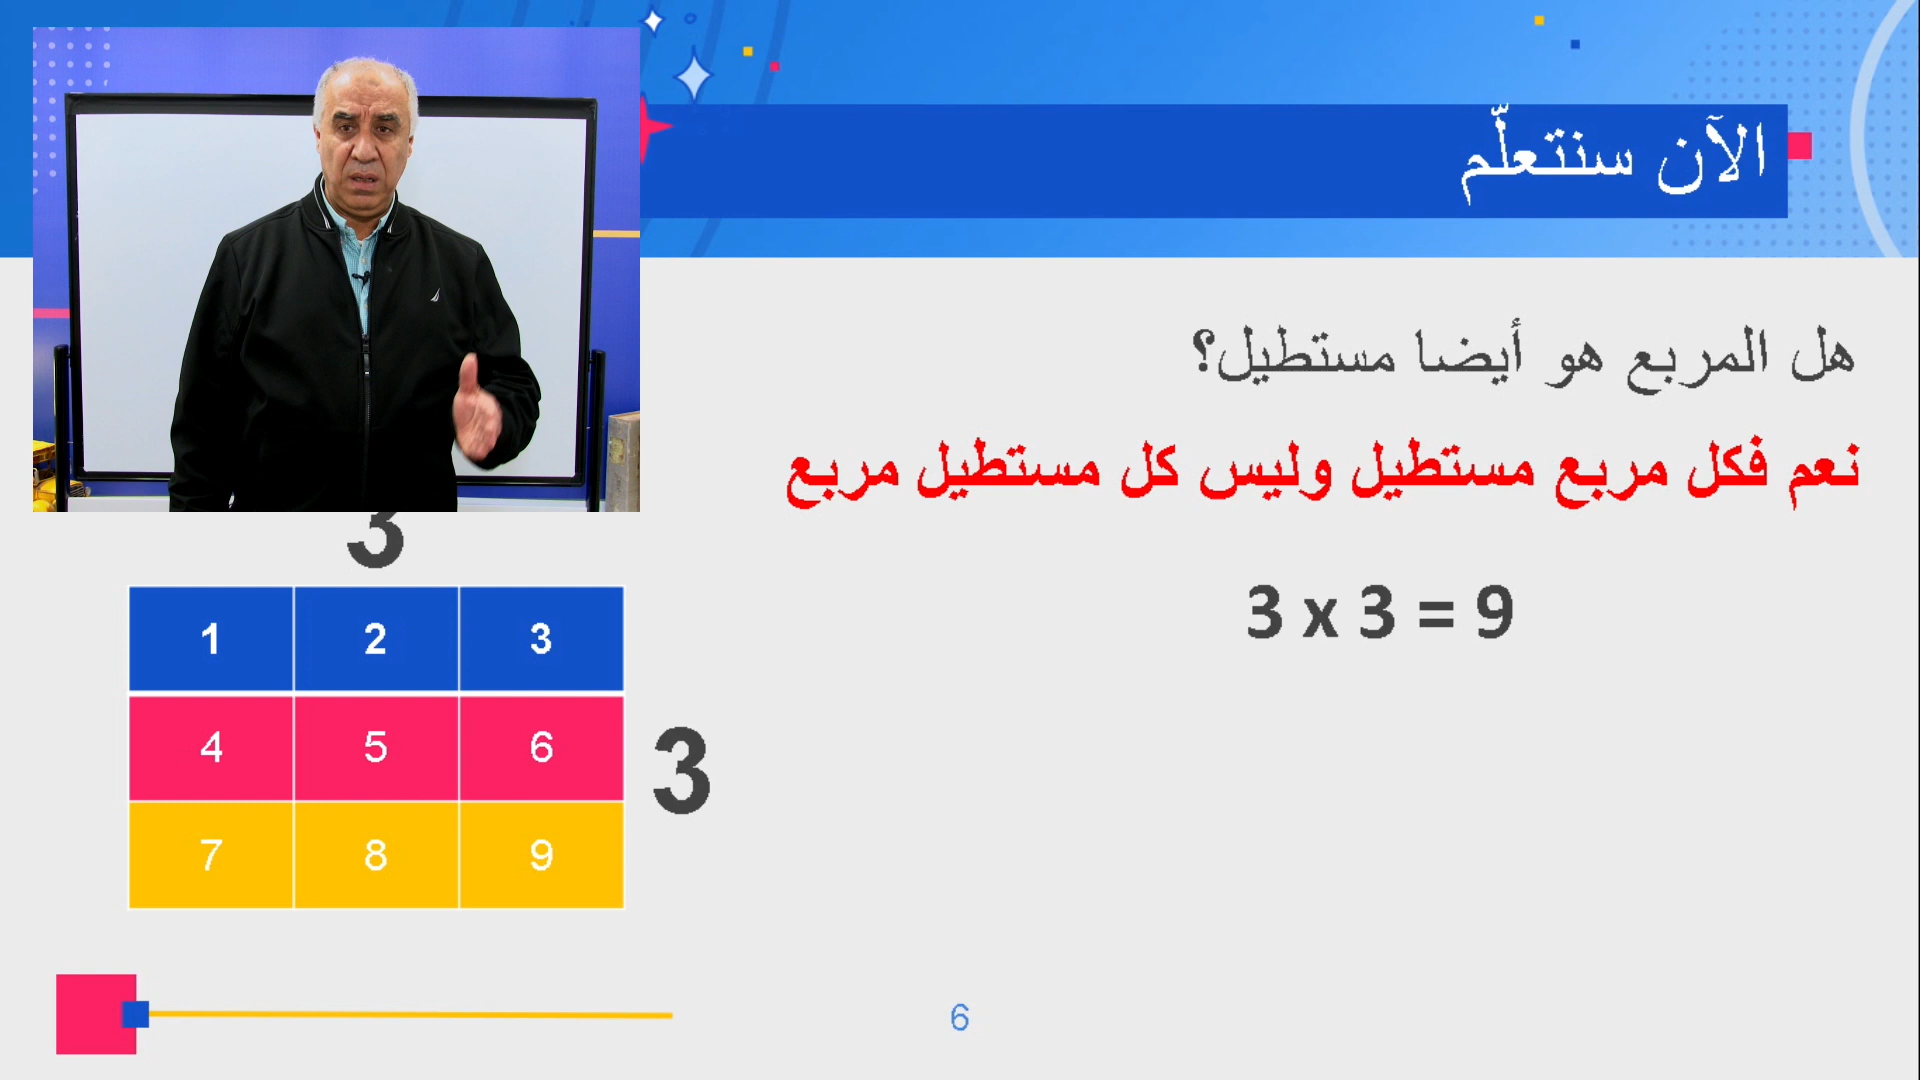 الآن سنتعلّم
هل المربع هو أيضا مستطيل؟
نعم فكل مربع مستطيل وليس كل مستطيل مربع
3 x 3 = 9
3
1 2 3
4 5 6
3
7 8 9
6